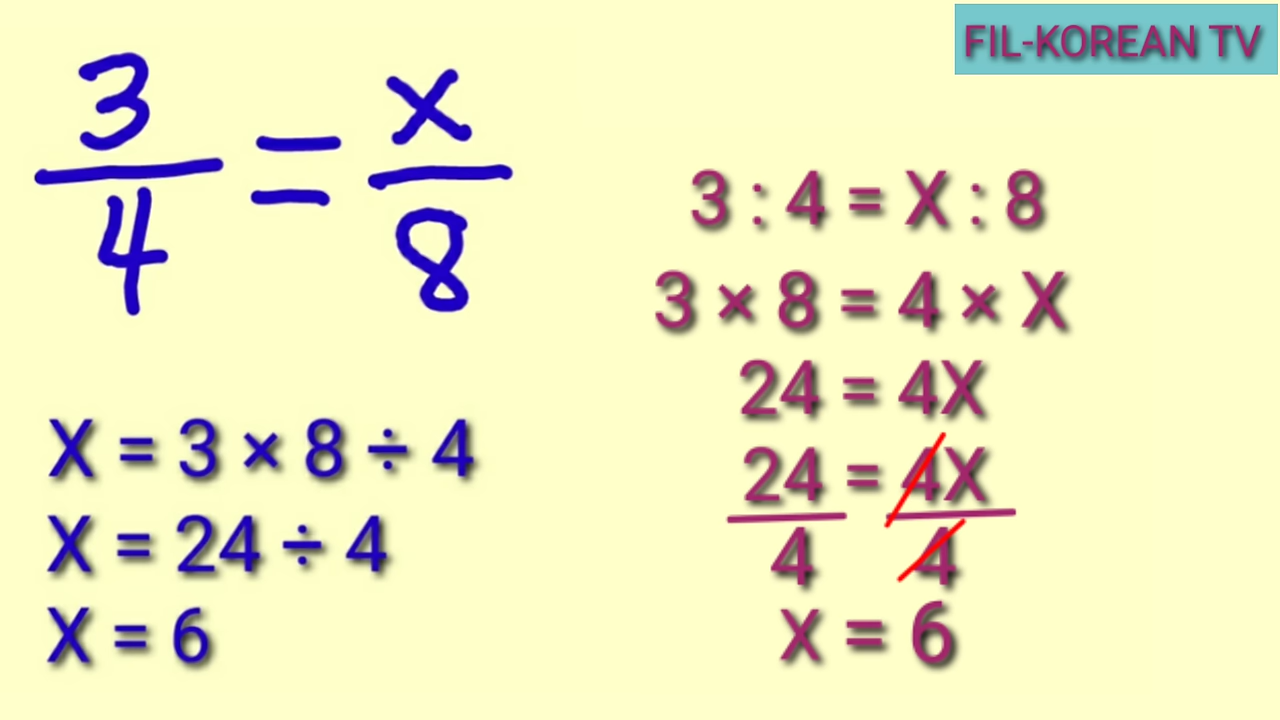 FIL-KOREAN TV
3/4 = x/8
X = 3 × 8 ÷ 4
X = 24 ÷ 4
X = 6
3 : 4 = X : 8
3 × 8 = 4 × X
24 = 4X
24/4 = 4X/4
X = 6